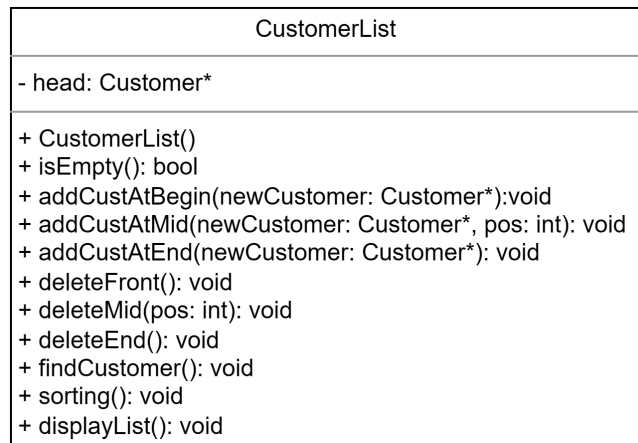 CustomerList
- head: Customer*
+ CustomerList()
+ isEmpty(): bool
+ addCustAtBegin(newCustomer: Customer*):void
+ addCustAtMid(newCustomer: Customer*, pos: int): void
+ addCustAtEnd(newCustomer: Customer*): void
+ deleteFront(): void
+ deleteMid(pos: int): void
+ deleteEnd(): void
+ findCustomer(): void
+ sorting(): void
+ displayList(): void